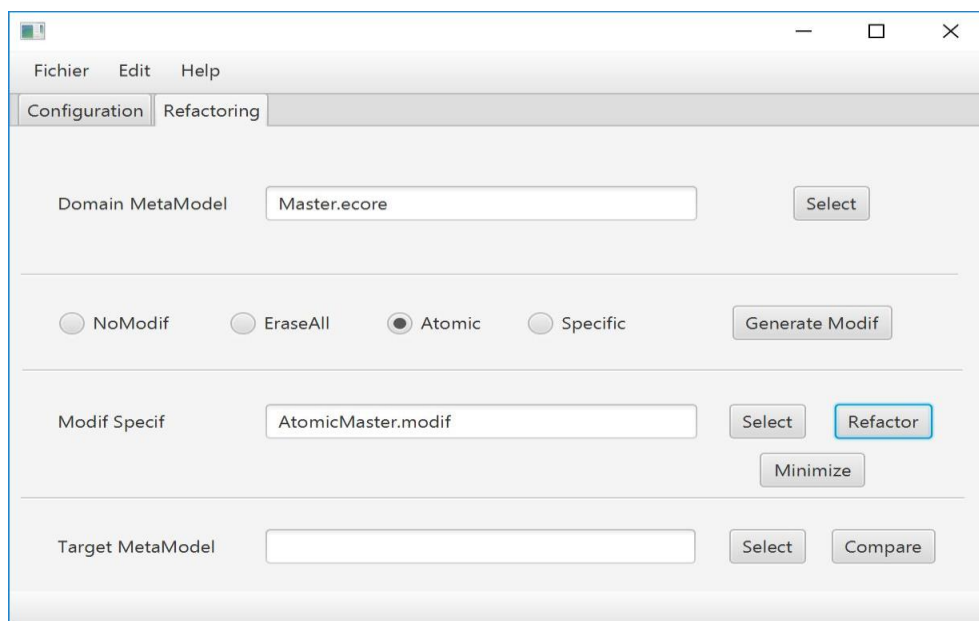 Fichier Edit Help
Configuration Refactoring
Domain MetaModel Master.ecore Select
NoModif EraseAll Atomic Specific Generate Modif
Modif Specif AtomicMaster.modif Select Refactor
Minimize
Target MetaModel Select Compare